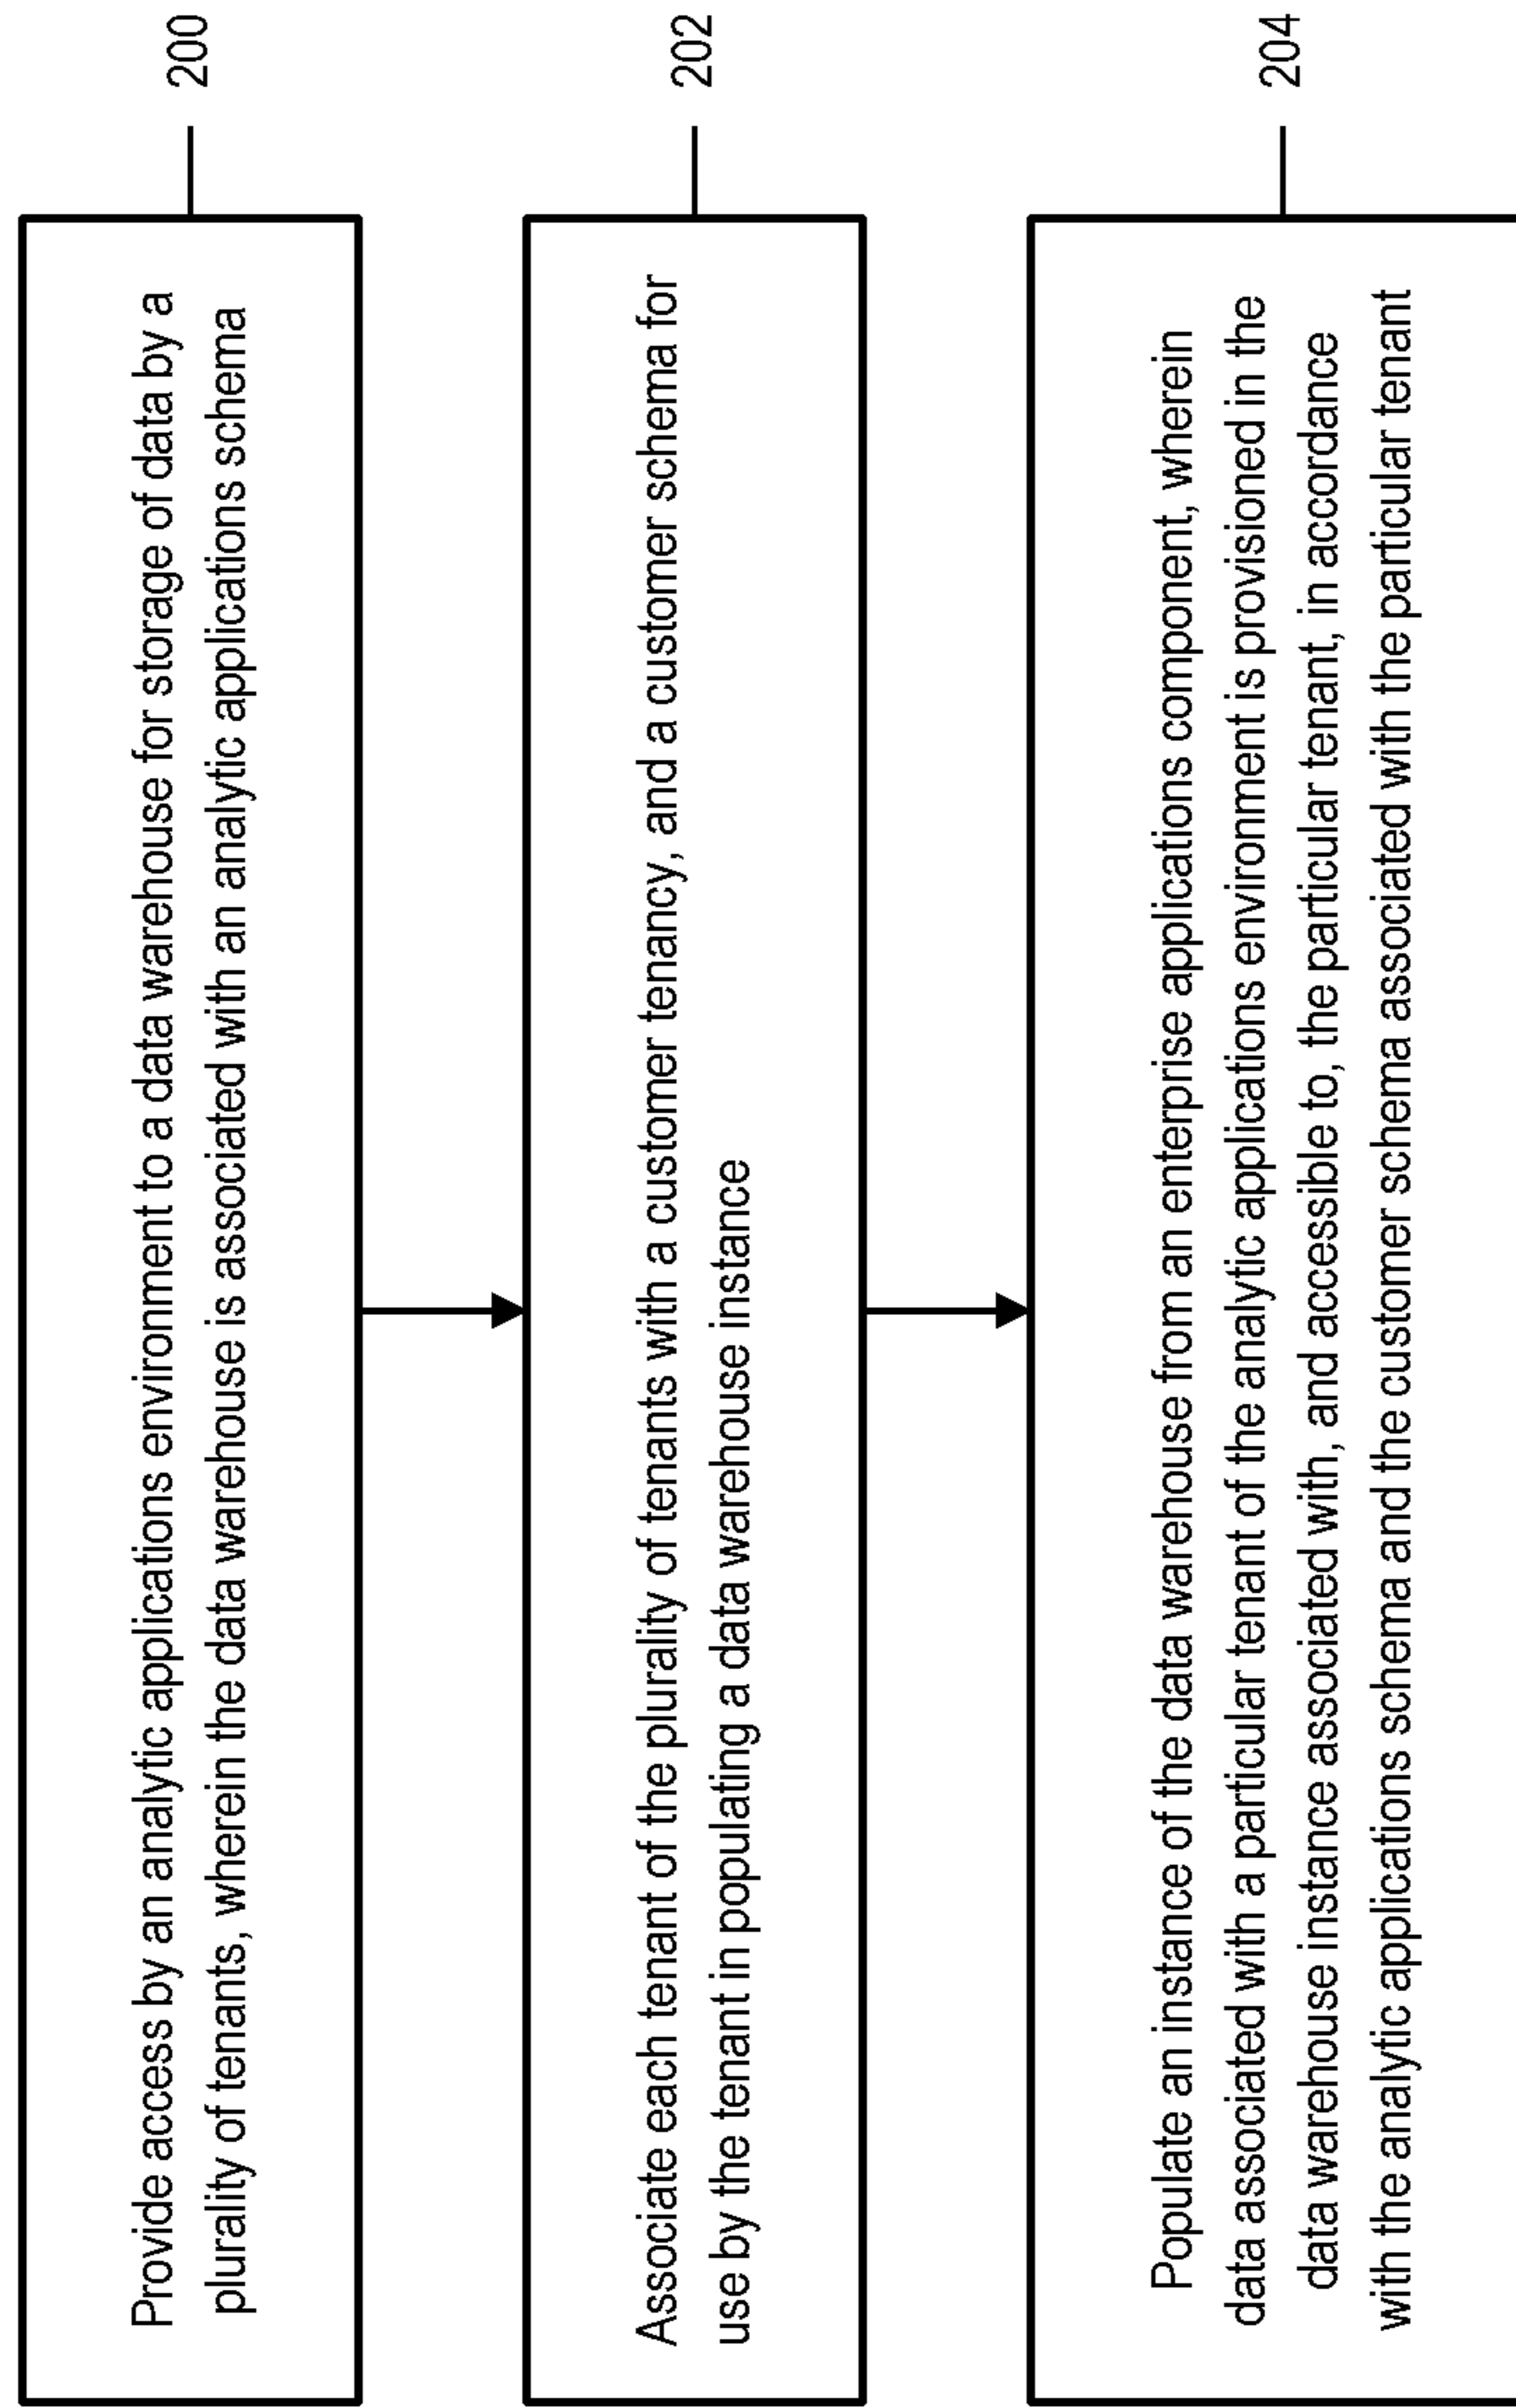 Provide access by an analytic applications environment to a data warehouse for storage of data by a
plurality of tenants, wherein the data warehouse is associated with an analytic applications schema
200
Associate each tenant of the plurality of tenants with a customer tenancy, and a customer schema for
use by the tenant in populating a data warehouse instance
202
Populate an instance of the data warehouse from an enterprise applications component, wherein
data associated with a particular tenant of the analytic applications environment is provisioned in the
data warehouse instance associated with, and accessible to, the particular tenant, in accordance
with the analytic applications schema and the customer schema associated with the particular tenant
204